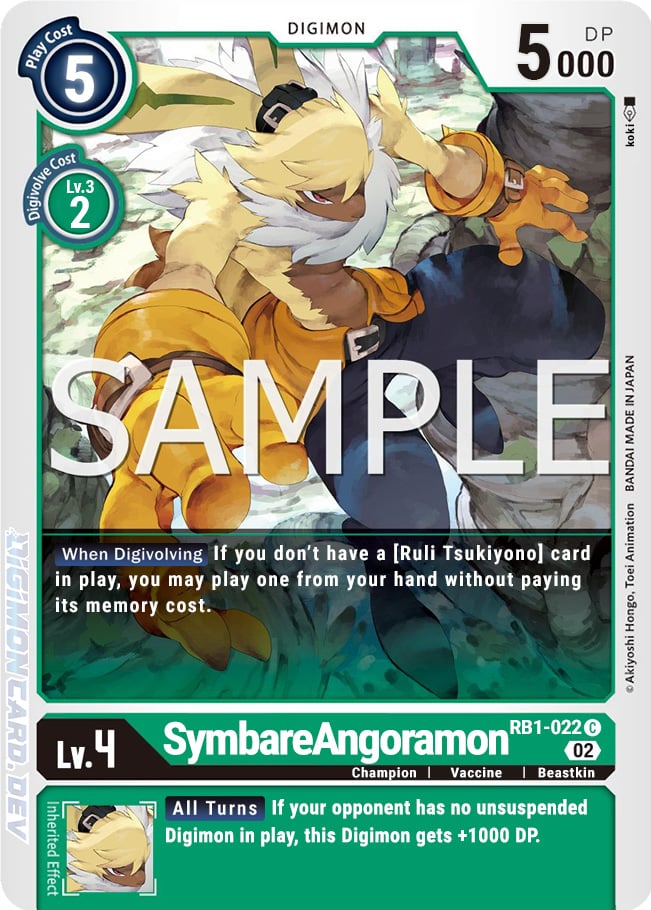 Play Cost
5
DIGIMON
DP
5000
koki
Digivolve Cost
Lv.3
2
SAMPLE
When Digivolving If you don't have a [Ruli Tsukiyono] card
in play, you may play one from your hand without paying
its memory cost.
© Akiyoshi Hongo, Toei Animation BANDAI MADE IN JAPAN
DIGIMONCARD.DEV
Lv.4
SymbareAngoramon
RB1-022 C
02
Champion | Vaccine | Beastkin
Inherited Effect
All Turns If your opponent has no unsuspended
Digimon in play, this Digimon gets +1000 DP.